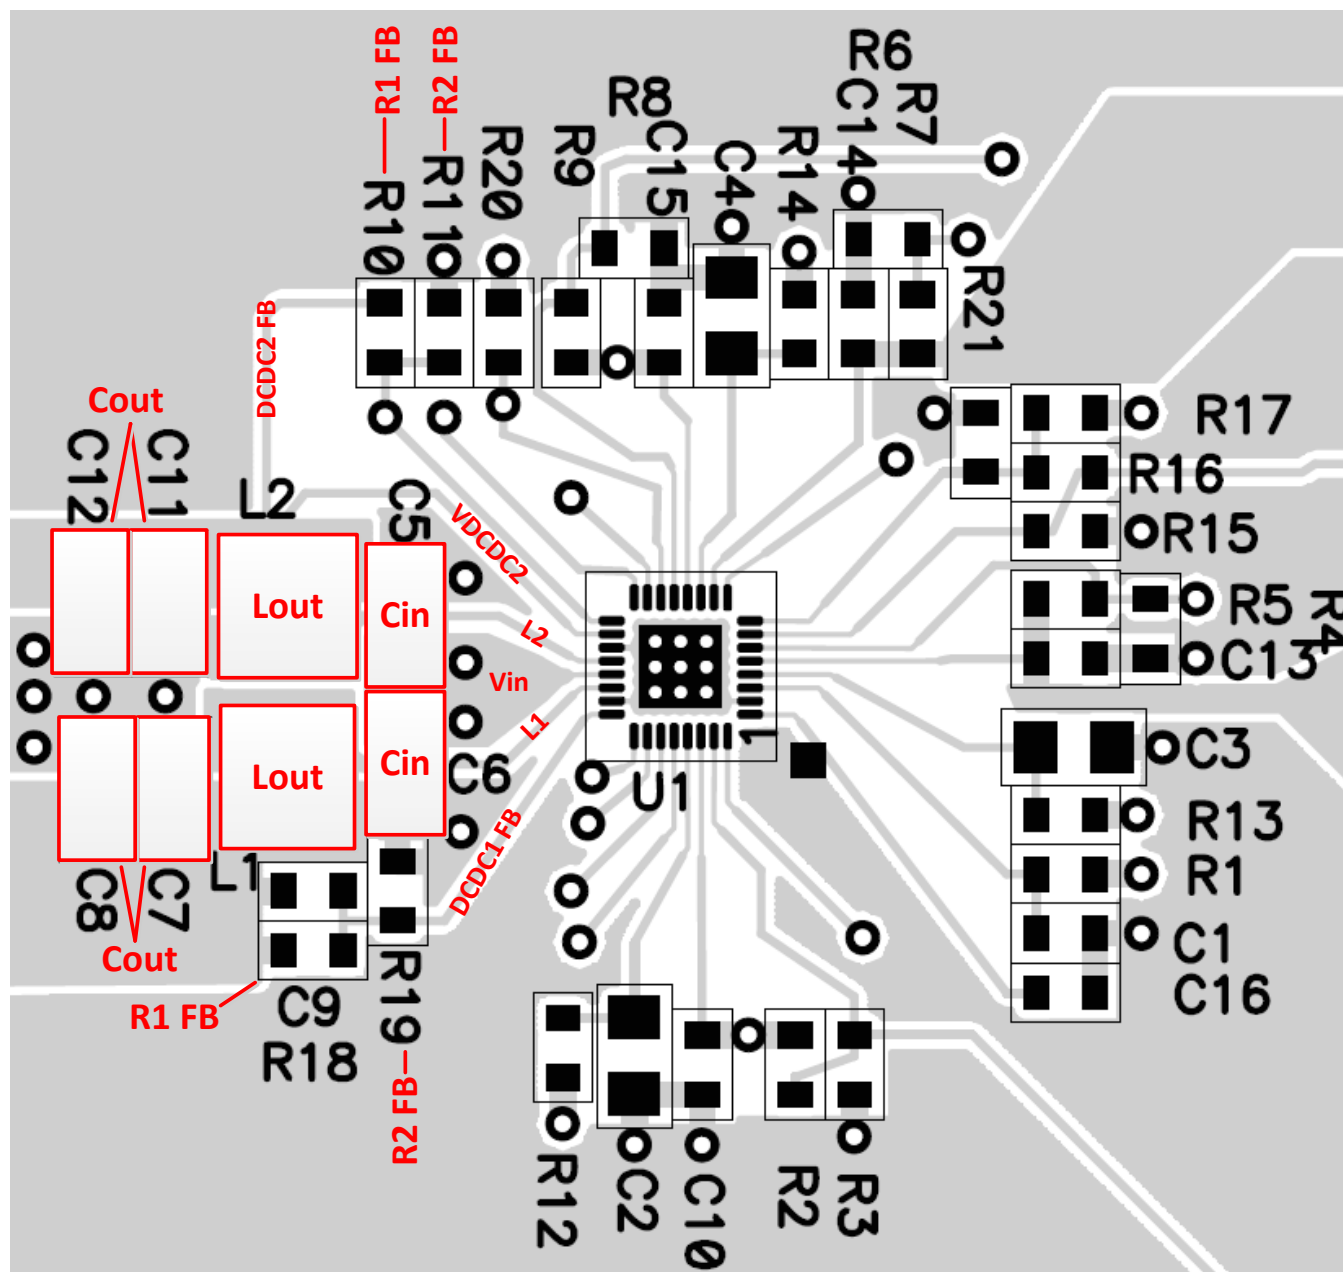 R1 FB
R2 FB
R6
R8
C14
R7
C15
R20
R9
C4
R14
R11
R10
R21
DCDC2 FB
Cout
C12
C11
L2
C5
VDCDC2
R17
R16
R15
Lout
Cin
L2
R5
R4
C13
Vin
L1
1
Lout
Cin
C6
U1
C3
R13
R1
DCDC1 FB
L1
C8
C7
Cout
R19
C1
C16
R1 FB
C9
R18
R2 FB
R12
C2
C10
R2
R3